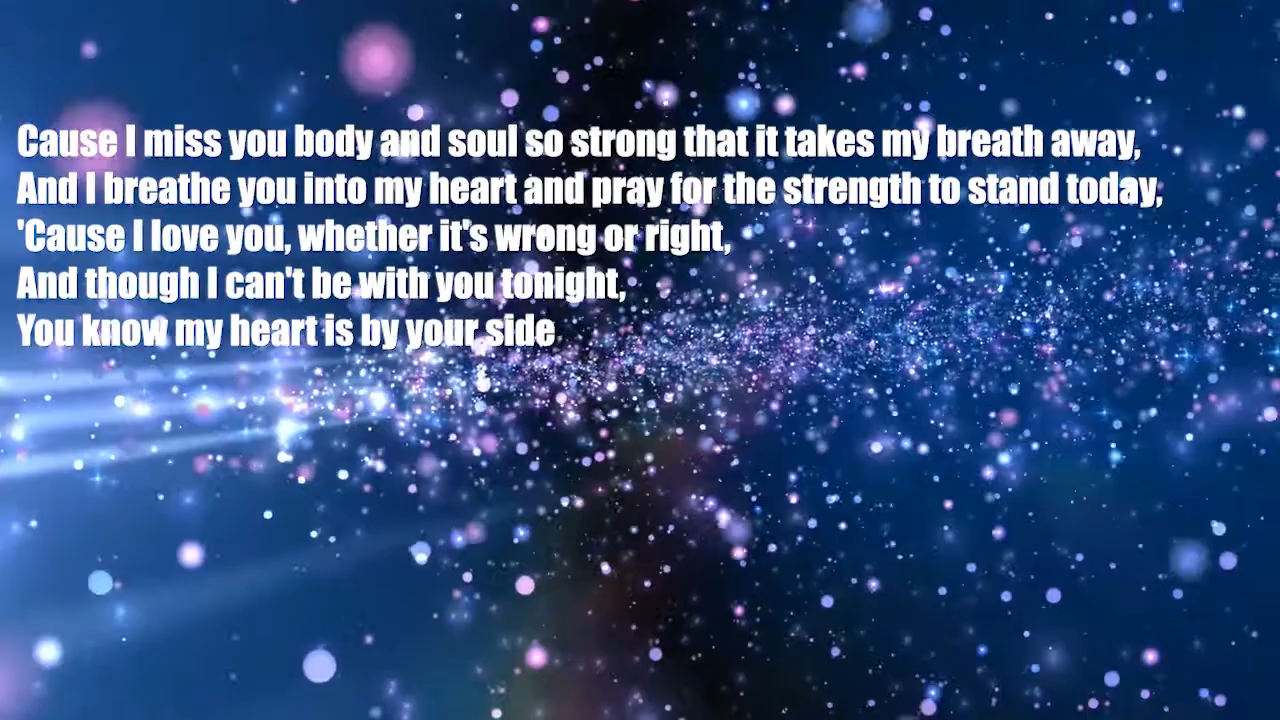 Cause I miss you body and soul so strong that it takes my breath away,
And I breathe you into my heart and pray for the strength to stand today,
'Cause I love you, whether it's wrong or right,
And though I can't be with you tonight,
You know my heart is by your side